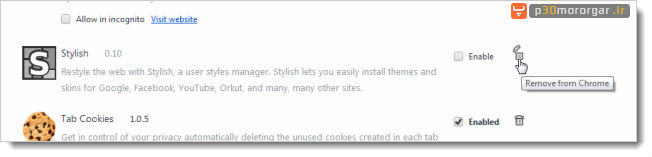 p30mororgar.ir
Allow in incognito Visit website
Stylish 0.10
Enable
Restyle the web with Stylish, a user styles manager. Stylish lets you easily install themes and
skins for Google, Facebook, YouTube, Orkut, and many, many other sites.
Remove from Chrome
Tab Cookies 1.0.5
Enabled
Get in control of your privacy automatically deleting the unused cookies created in each tab